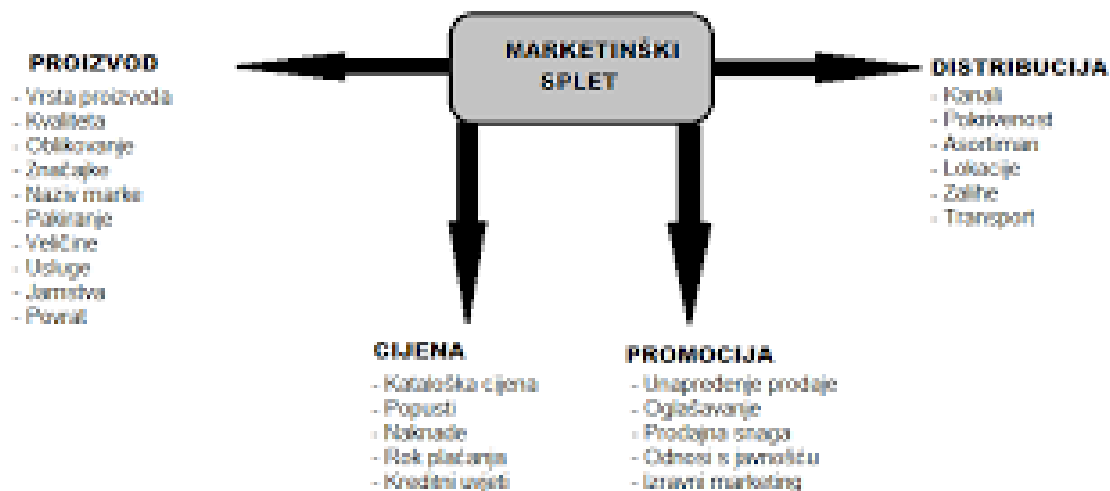 MARKETINŠKI
SPLET
PROIZVOD
- Vrsta proizvoda
- Kvaliteta
- Oblikovanje
- Značajke
- Naziv marke
- Pakiranje
- Veličine
- Usluge
- Jamstva
- Povrat
DISTRIBUCIJA
- Kanali
- Pokrivenost
- Asortiman
- Lokacije
- Zalihe
- Transport
CIJENA
- Kataloška cijena
- Popusti
- Naknade
- Rok plaćanja
- Kreditni uvjeti
PROMOCIJA
- Unapređenje prodaje
- Oglašavanje
- Prodajna snaga
- Odnosi s javnošću
- Izravni marketing